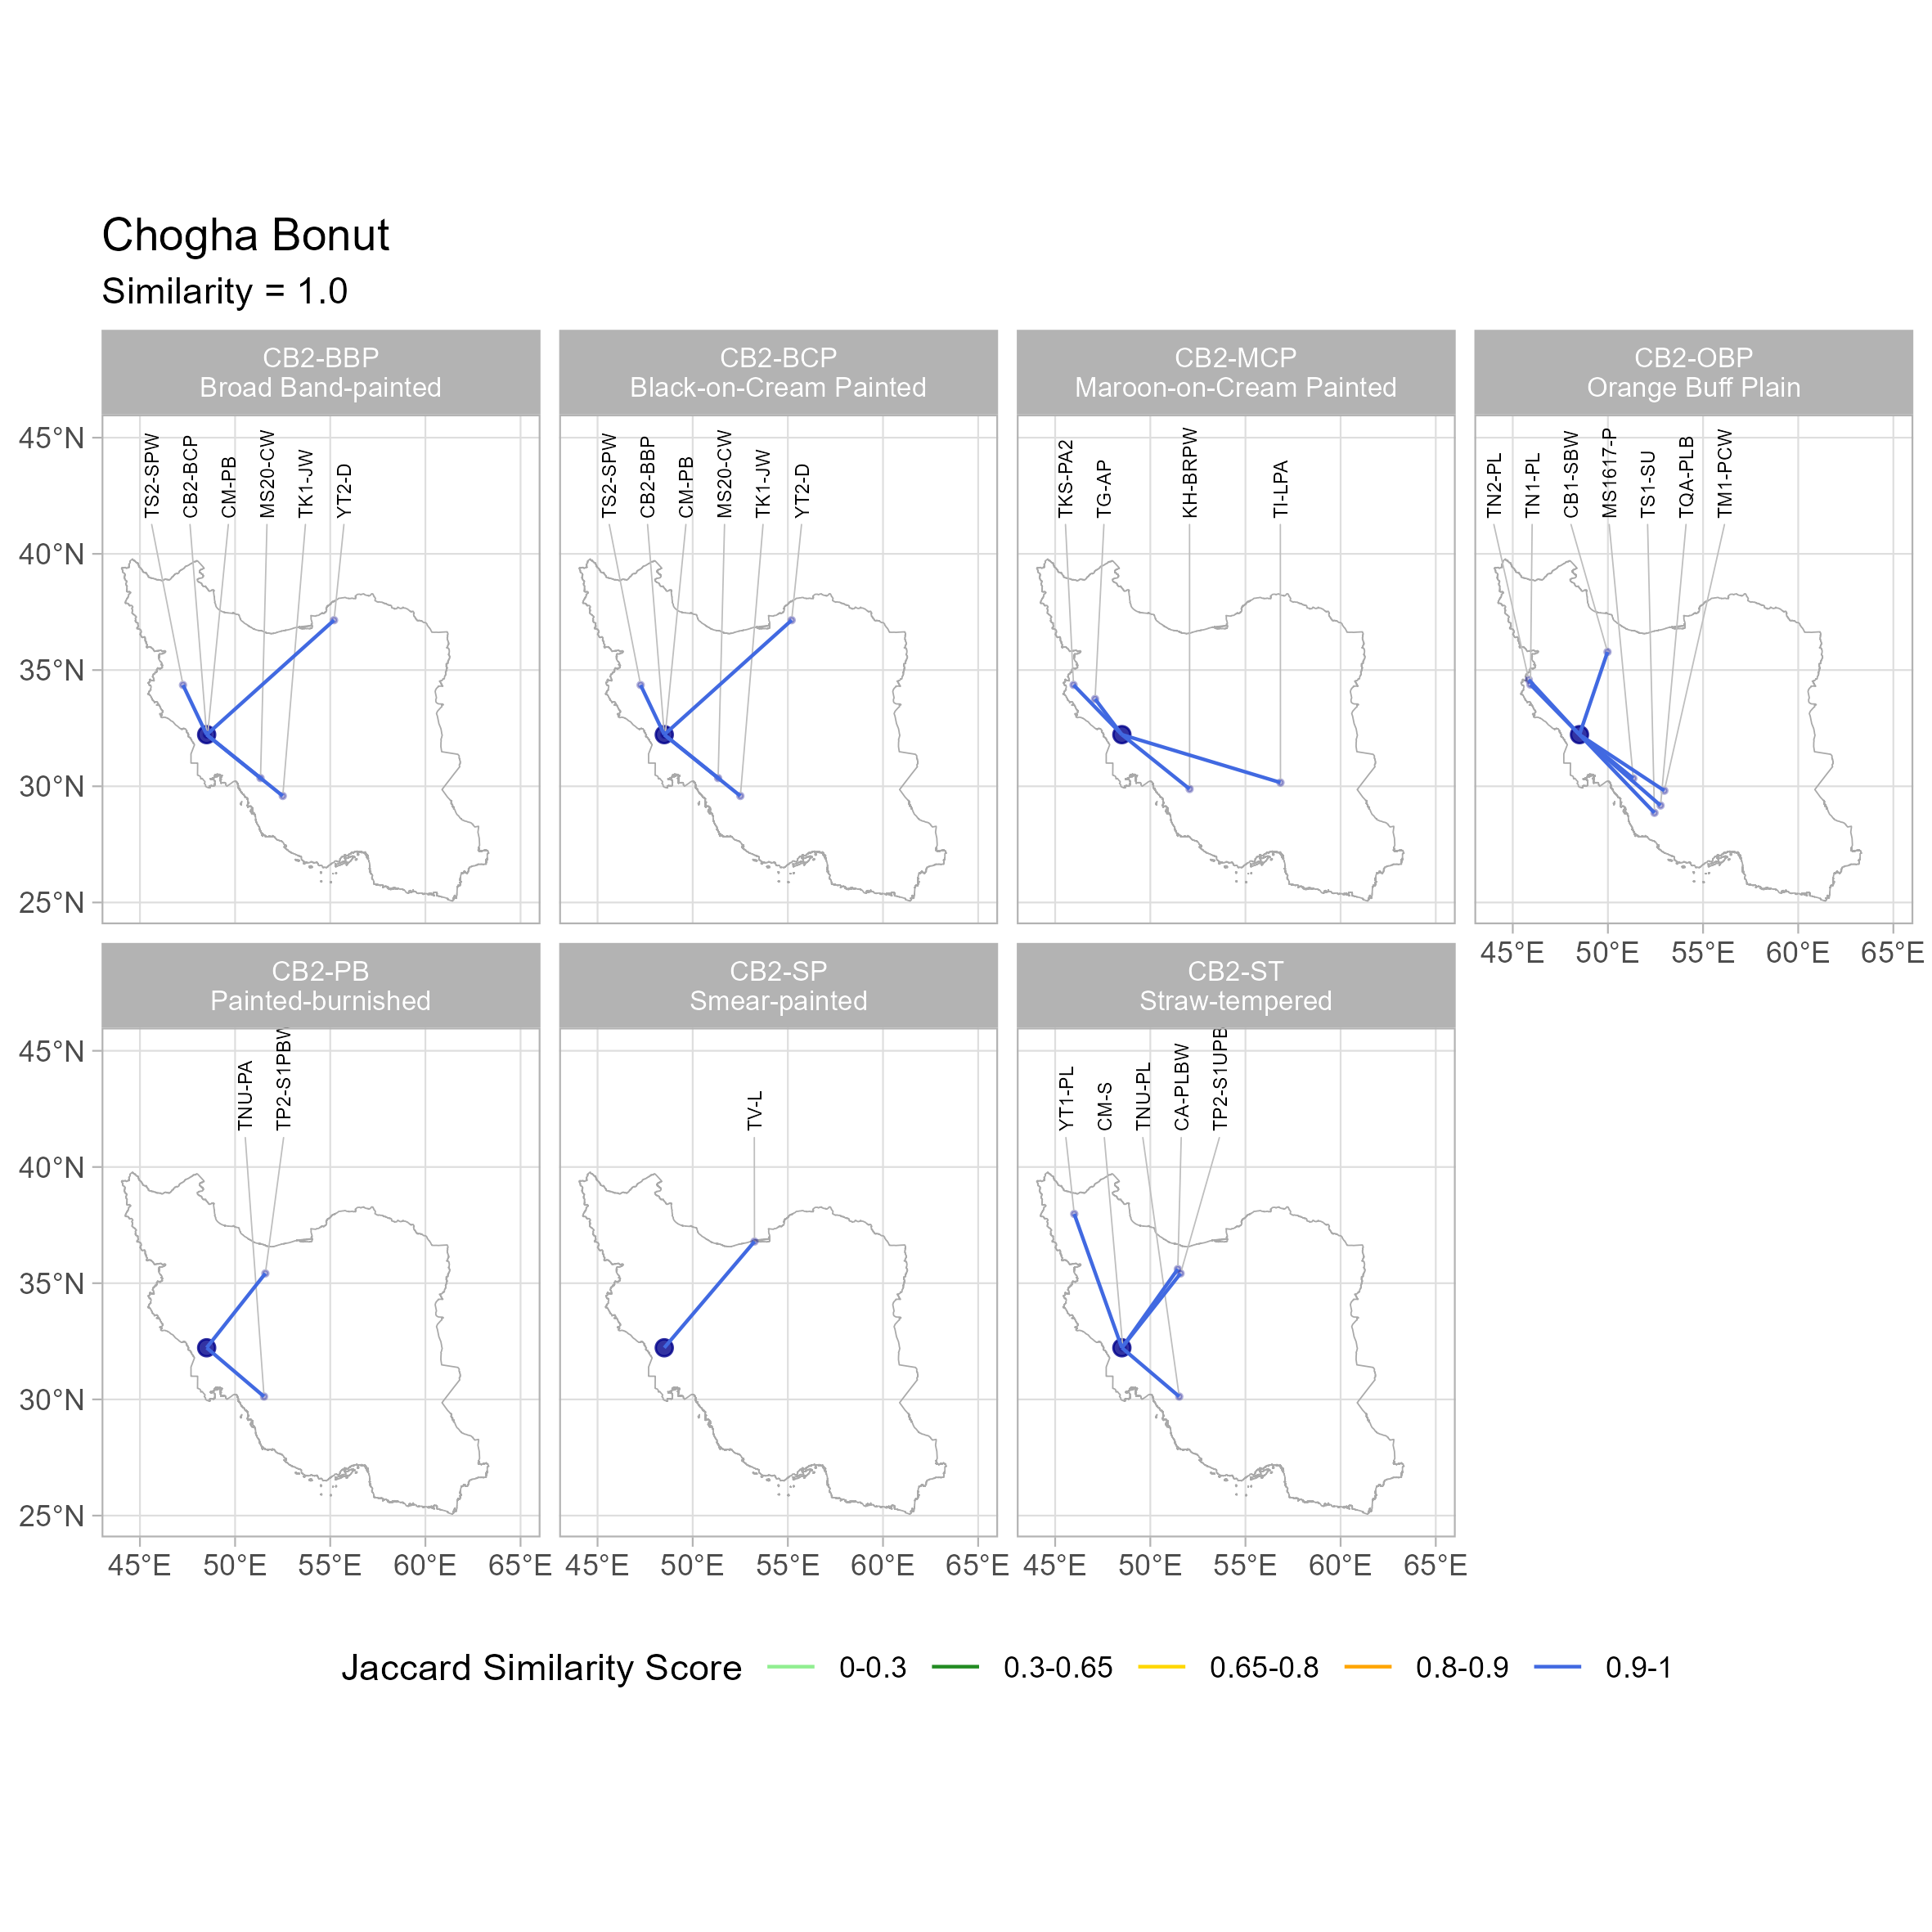 Chogha Bonut
Similarity = 1.0
CB2-BBP
Broad Band-painted
CB2-BCP
Black-on-Cream Painted
CB2-MCP
Maroon-on-Cream Painted
CB2-OBP
Orange Buff Plain
45°N
40°N
35°N
30°N
25°N
TS2-SPW
CB2-BCP
CM-PB
MS20-CW
TK1-JW
YT2-D
TS2-SPW
CB2-BBP
CM-PB
MS20-CW
TK1-JW
YT2-D
TKS-PA2
TG-AP
KH-BRPW
TI-LPA
TN2-PL
TN1-PL
CB1-SBW
MS1617-P
TS1-SU
TQA-PLB
TM1-PCW
45°E 50°E 55°E 60°E 65°E
CB2-PB
Painted-burnished
CB2-SP
Smear-painted
CB2-ST
Straw-tempered
45°N
40°N
35°N
30°N
25°N
TNU-PA
TP2-S1PBW
TV-L
YT1-PL
CM-S
TNU-PL
CA-PLBW
TP2-S1UPB
45°E 50°E 55°E 60°E 65°E
45°E 50°E 55°E 60°E 65°E
45°E 50°E 55°E 60°E 65°E
Jaccard Similarity Score 0-0.3 0.3-0.65 0.65-0.8 0.8-0.9 0.9-1